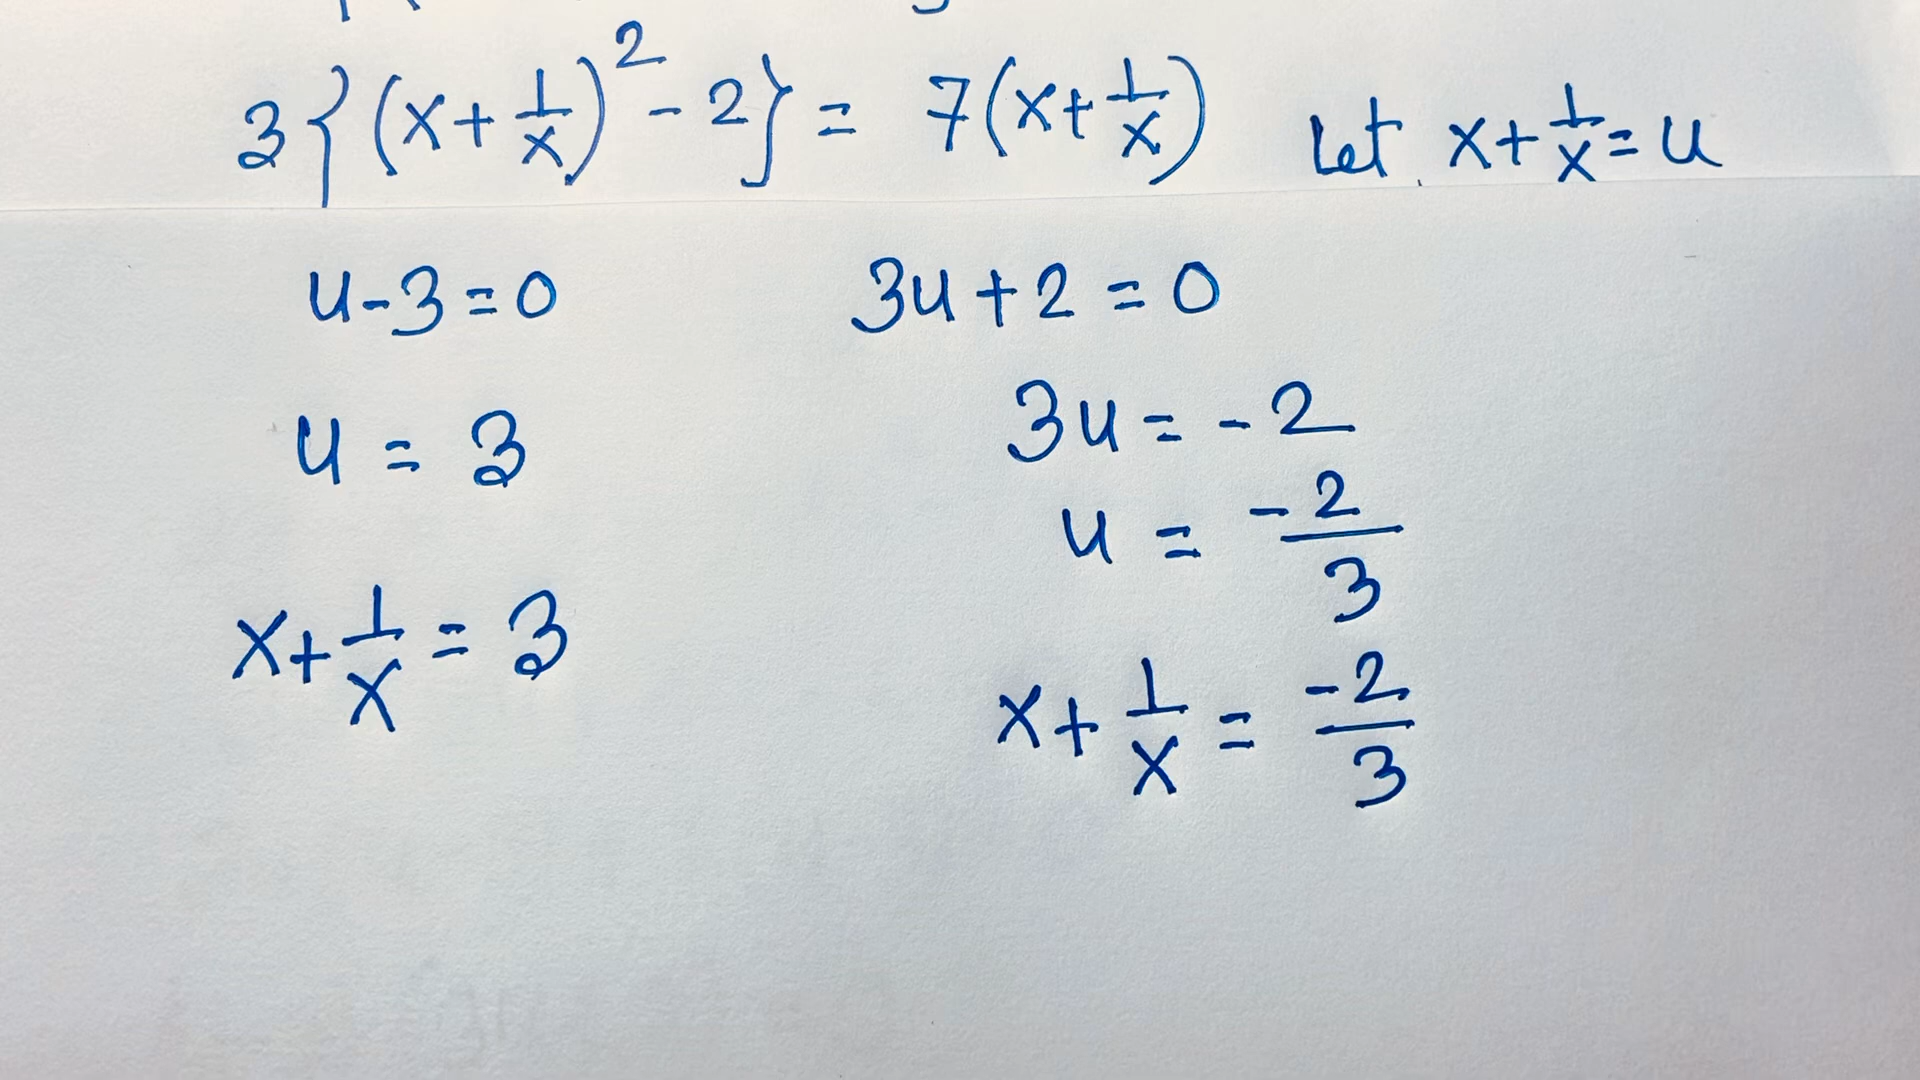 3{(x+1/x)²-2} = 7(x+1/x) Let x+1/x=u
u-3=0 3u+2=0
u = 3 3u=-2
u = -2/3
x+1/x=3 x+1/x = -2/3